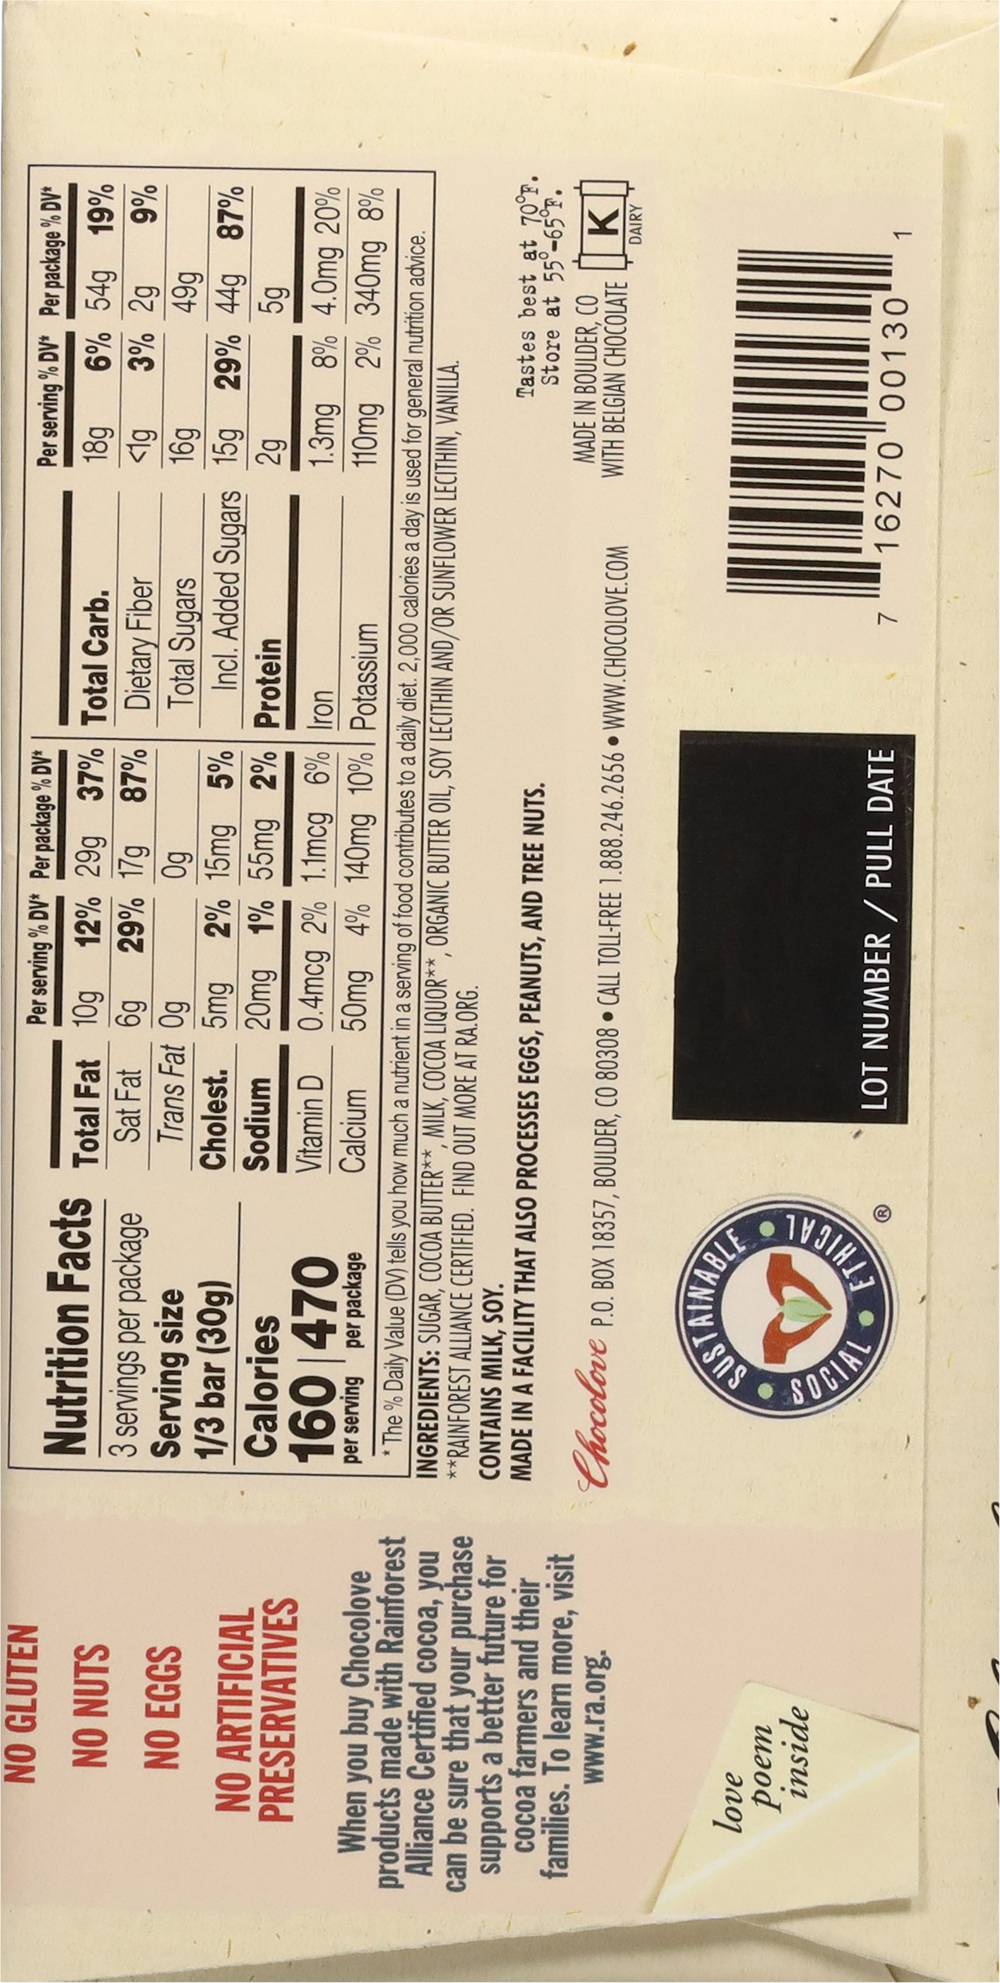 NO GLUTEN
NO NUTS
NO EGGS
NO ARTIFICIAL
PRESERVATIVES
When you buy Chocolove
products made with Rainforest
Alliance Certified cocoa, you
can be sure that your purchase
supports a better future for
cocoa farmers and their
families. To learn more, visit
www.ra.org.
love
poem
inside
Nutrition Facts
3 servings per package
Serving size
1/3 bar (30g)
Calories
160 | 470
per serving per package
Per serving % DV* Per package % DV*
Total Fat 10g 12% 29g 37%
Sat Fat 6g 29% 17g 87%
Trans Fat 0g 0g
Cholest. 5mg 2% 15mg 5%
Sodium 20mg 1% 55mg 2%
Vitamin D 0.4mcg 2% 1.1mcg 6%
Calcium 50mg 4% 140mg 10%
Per serving % DV* Per package % DV*
Total Carb. 18g 6% 54g 19%
Dietary Fiber <1g 3% 2g 9%
Total Sugars 16g 49g
Incl. Added Sugars 15g 29% 44g 87%
Protein 2g 5g
Iron 1.3mg 8% 4.0mg 20%
Potassium 110mg 2% 340mg 8%
* The % Daily Value (DV) tells you how much a nutrient in a serving of food contributes to a daily diet. 2,000 calories a day is used for general nutrition advice.
INGREDIENTS: SUGAR, COCOA BUTTER**, MILK, COCOA LIQUOR**, ORGANIC BUTTER OIL, SOY LECITHIN AND/OR SUNFLOWER LECITHIN, VANILLA.
**RAINFOREST ALLIANCE CERTIFIED. FIND OUT MORE AT RA.ORG.
CONTAINS MILK, SOY.
MADE IN A FACILITY THAT ALSO PROCESSES EGGS, PEANUTS, AND TREE NUTS.
Tastes best at 70°F.
Store at 55°-65°F.
MADE IN BOULDER, CO
WITH BELGIAN CHOCOLATE
K
DAIRY
Chocolove P.O. BOX 18357, BOULDER, CO 80308 • CALL TOLL-FREE 1.888.246.2656 • WWW.CHOCOLOVE.COM
SUSTAINABLE • ETHICAL • SOCIAL •
®
LOT NUMBER / PULL DATE
7 16270 00130 1